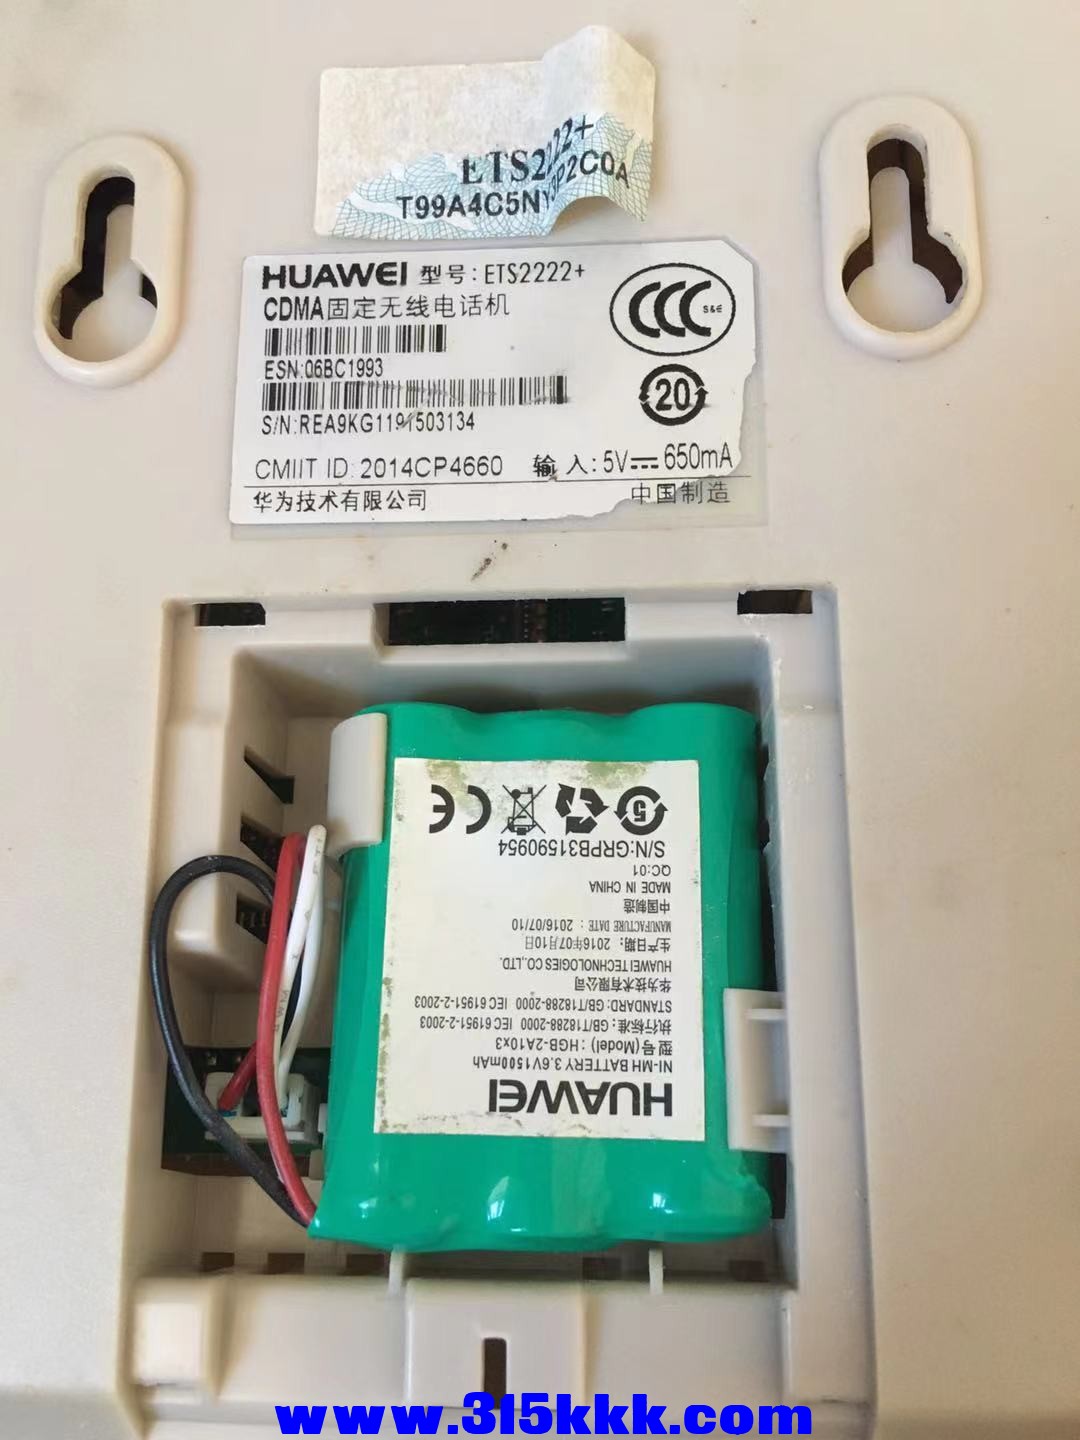 ETS2222+
T99A4C5NY
P2C0A
HUAWEI 型号:ETS2222+
CDMA固定无线电话机
CCC S&E
ESN:06BC1993
20
S/N:REA9KG1191503134
CMIIT ID: 2014CP4660 输入:5V 650mA
华为技术有限公司 中国制造
HUAWEI
NI-MH BATTERY 3.6V1500mAh
型号(Model): HGB-2A10x3
执行标准: GB/T18288-2000 IEC 61951-2-2003
STANDARD: GB/T18288-2000 IEC 61951-2-2003
华为技术有限公司
HUAWEI TECHNOLOGIES CO.,LTD.
生产日期: 2016年07月10日
MANUFACTURE DATE : 2016/07/10
中国制造
MADE IN CHINA
QC:01
S/N:GRPB31590954
5 CE
www.315kkk.com